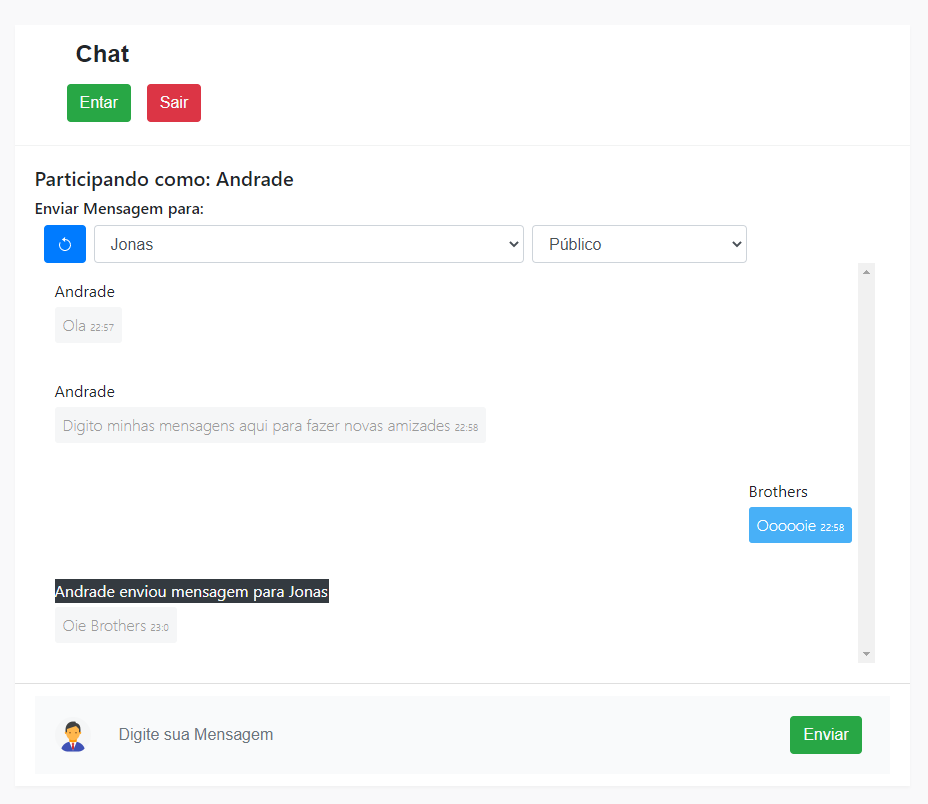 Chat
Entar Sair
Participando como: Andrade
Enviar Mensagem para:
Jonas Público
Andrade
Ola 22:57
Andrade
Digito minhas mensagens aqui para fazer novas amizades 22:58
Brothers
Oooooie 22:58
Andrade enviou mensagem para Jonas
Oie Brothers 23:0
Digite sua Mensagem Enviar